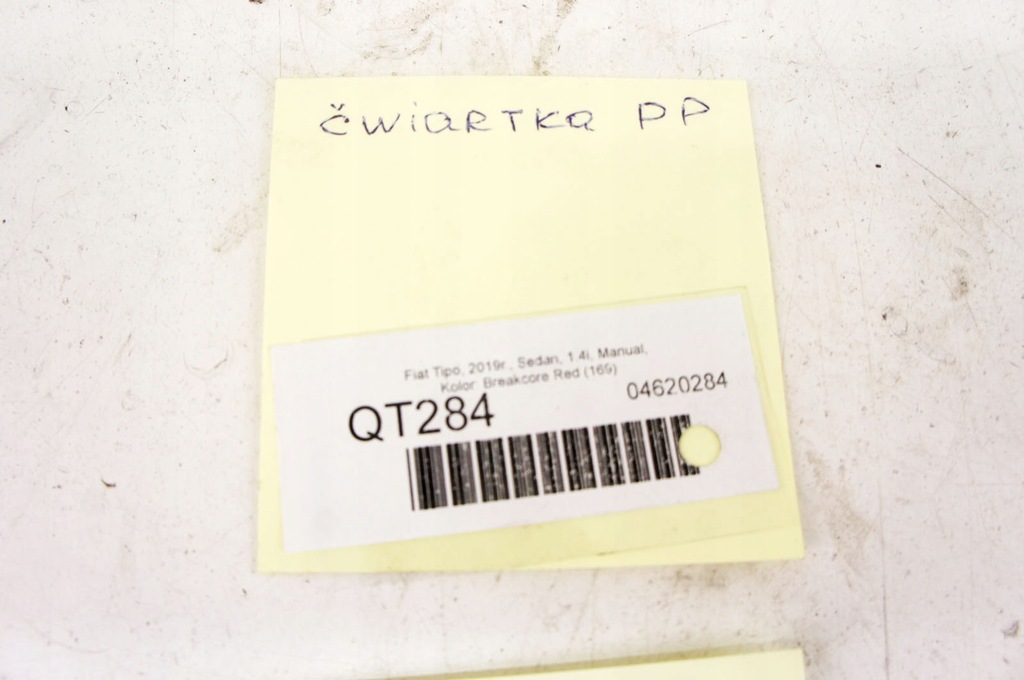 čwiartka PP
Fiat Tipo, 2019r., Sedan, 1.4i, Manual,
Kolor: Breakcore Red (169)
04620284
QT284